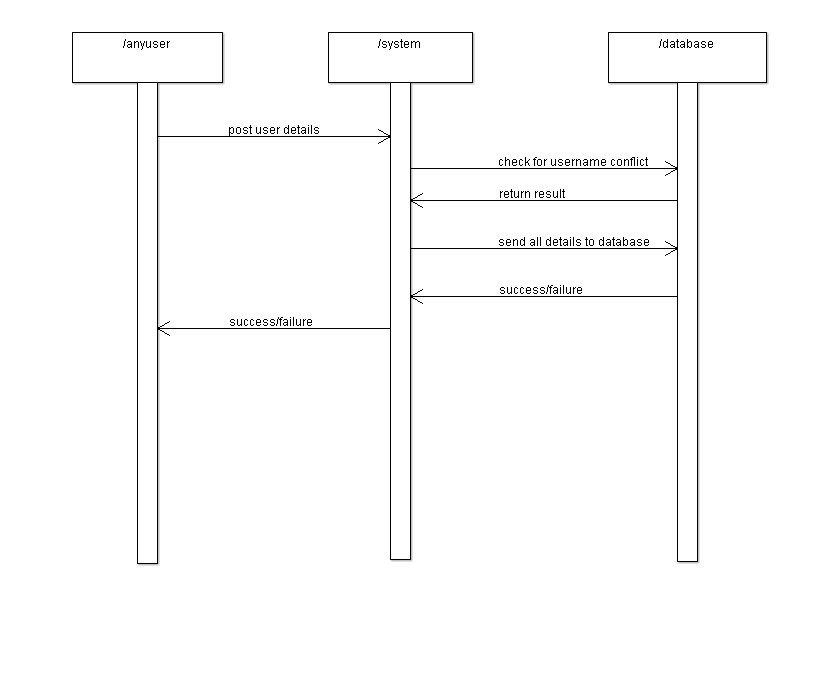 /anyuser
/system
/database
post user details
check for username conflict
return result
send all details to database
success/failure
success/failure